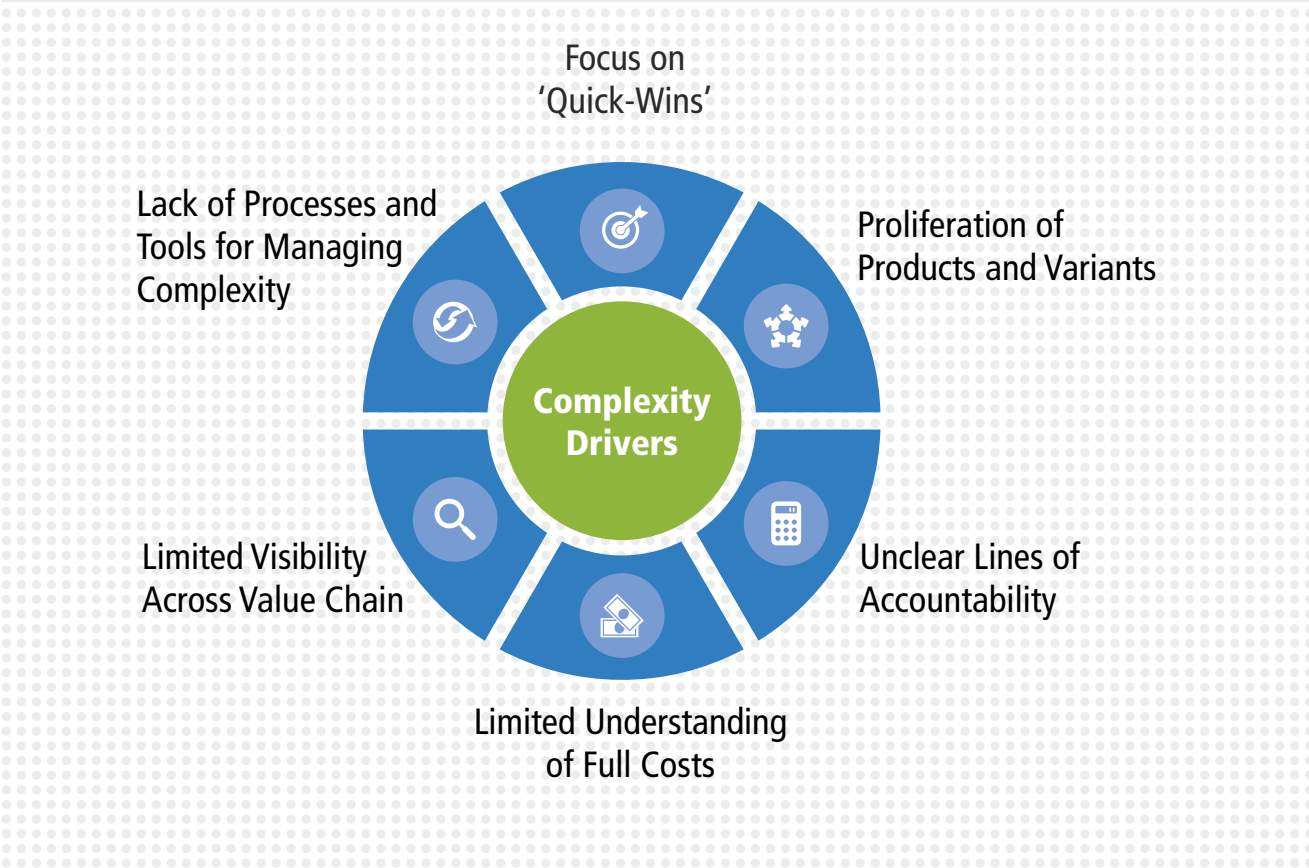 Focus on
‘Quick-Wins’
Lack of Processes and
Tools for Managing
Complexity
Proliferation of
Products and Variants
Complexity
Drivers
Limited Visibility
Across Value Chain
Unclear Lines of
Accountability
Limited Understanding
of Full Costs